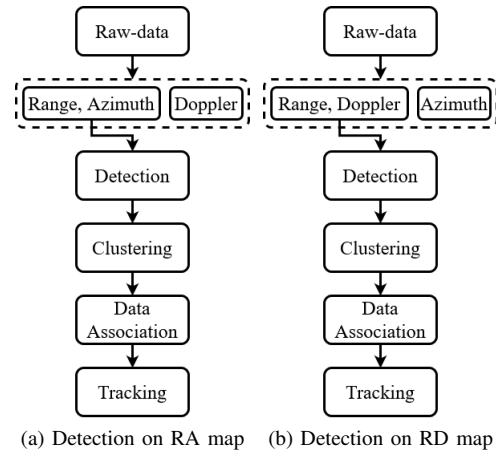 Raw-data
Range, Azimuth
Doppler
Detection
Clustering
Data
Association
Tracking
(a) Detection on RA map
Raw-data
Range, Doppler
Azimuth
Detection
Clustering
Data
Association
Tracking
(b) Detection on RD map